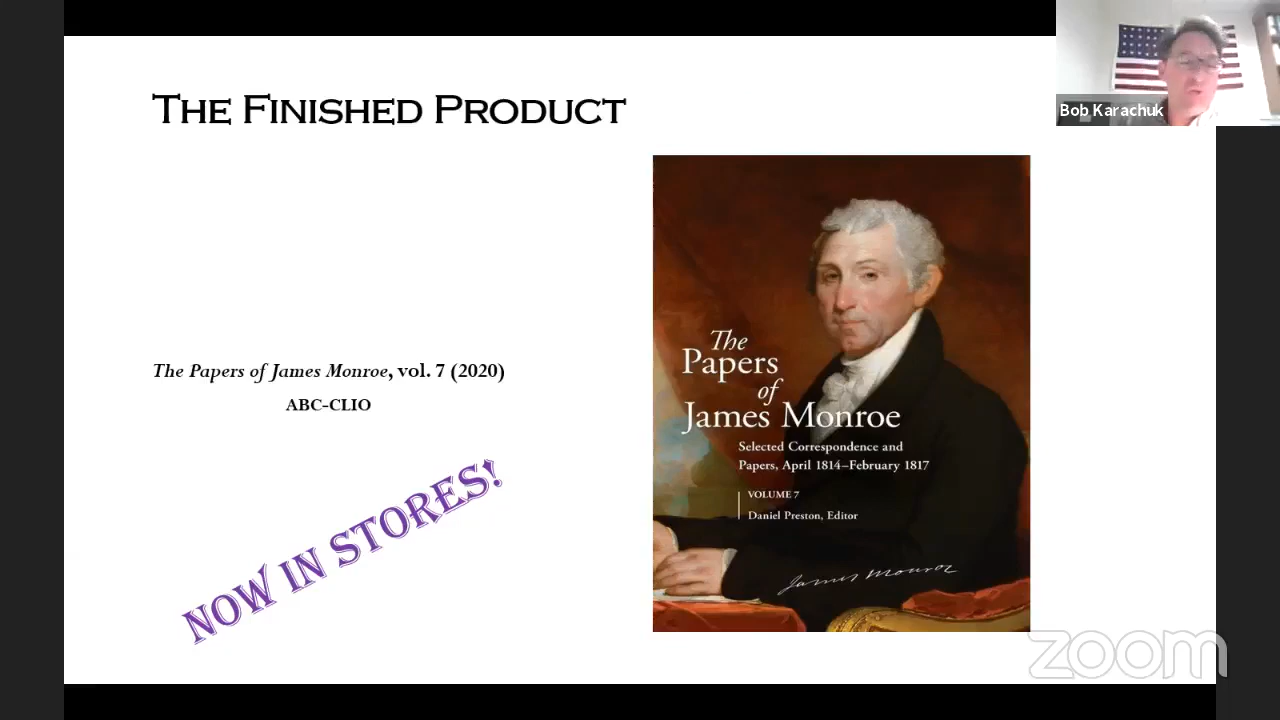 THE FINISHED PRODUCT
Bob Karachuk
The Papers of James Monroe, vol. 7 (2020)
ABC-CLIO
NOW IN STORES!
The
Papers
of
James Monroe
Selected Correspondence and
Papers, April 1814–February 1817
VOLUME 7
Daniel Preston, Editor
James Monroe
zoom